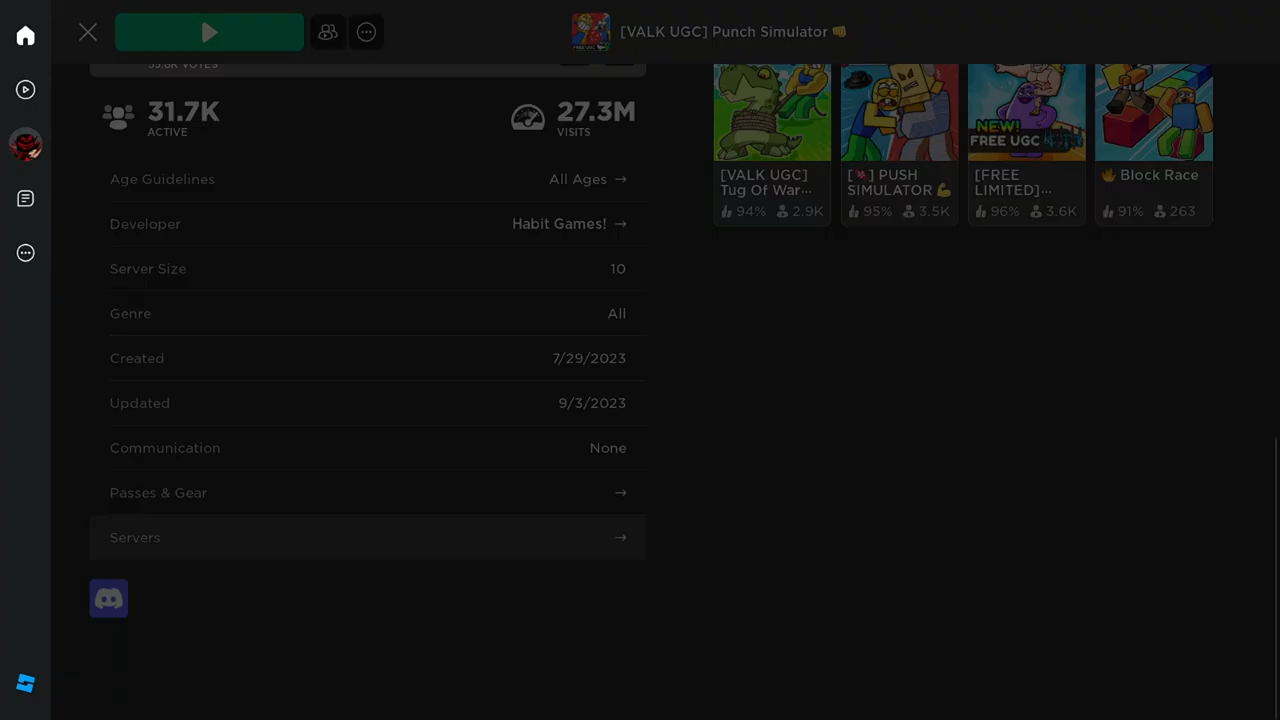 [VALK UGC] Punch Simulator 👊
31.7K
ACTIVE
27.3M
VISITS
Age Guidelines All Ages →
Developer Habit Games! →
Server Size 10
Genre All
Created 7/29/2023
Updated 9/3/2023
Communication None
Passes & Gear →
Servers →
NEW!
FREE UGC
[VALK UGC]
Tug Of War...
94% 2.9K
[🌺] PUSH
SIMULATOR 💪
95% 3.5K
[FREE
LIMITED]...
96% 3.6K
🔥 Block Race
91% 263